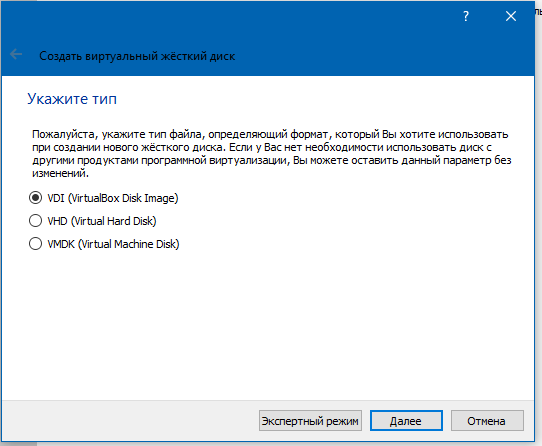 ?
Создать виртуальный жёсткий диск
Укажите тип
Пожалуйста, укажите тип файла, определяющий формат, который Вы хотите использовать
при создании нового жёсткого диска. Если у Вас нет необходимости использовать диск с
другими продуктами программной виртуализации, Вы можете оставить данный параметр без
изменений.
VDI (VirtualBox Disk Image)
VHD (Virtual Hard Disk)
VMDK (Virtual Machine Disk)
Экспертный режим
Далее
Отмена